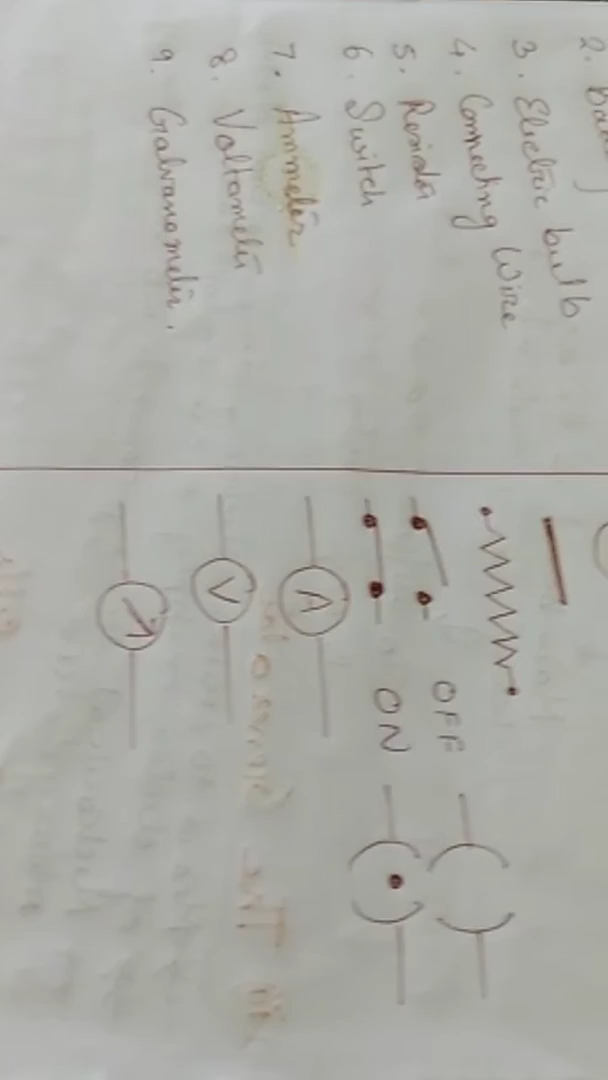 3. Electric bulb
4. Connecting Wire
5. Resistor
6. Switch OFF
ON
7. Ammeter A
8. Voltameter V
9. Galvanometer.